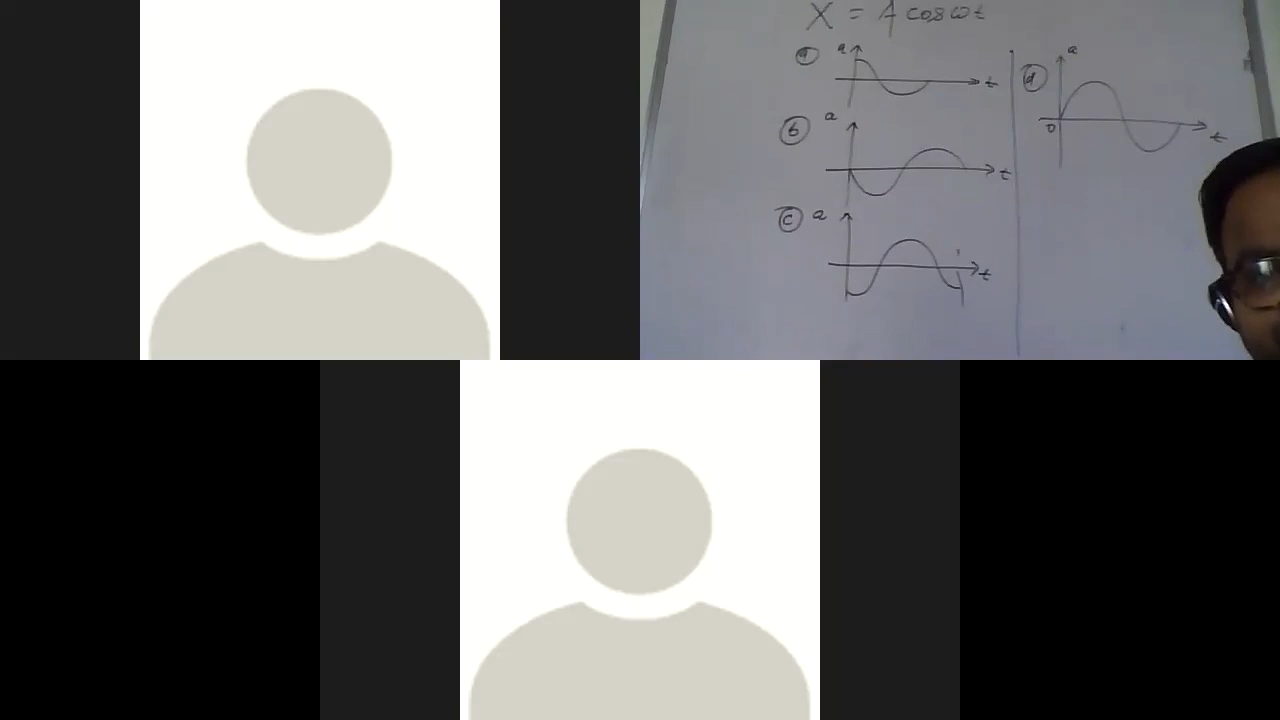 X = A cos ωt
(a) a t
(b) a t
(c) a t
(d) a 0 t